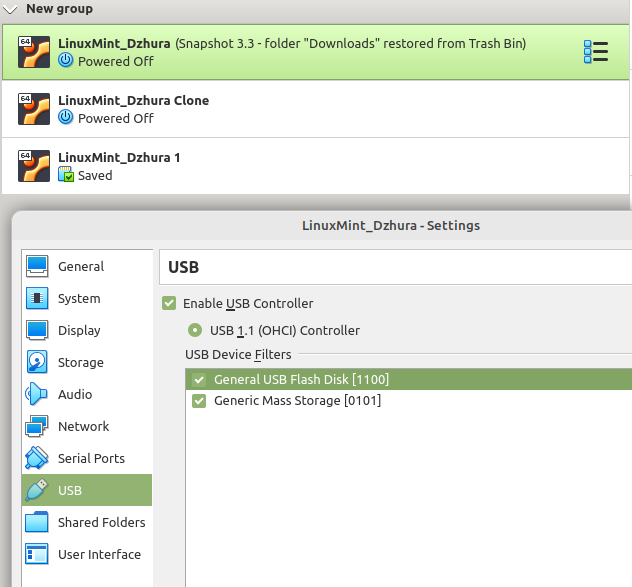 New group
64
LinuxMint_Dzhura (Snapshot 3.3 - folder "Downloads" restored from Trash Bin)
Powered Off
64
LinuxMint_Dzhura Clone
Powered Off
64
LinuxMint_Dzhura 1
Saved
LinuxMint_Dzhura - Settings
General
System
Display
Storage
Audio
Network
Serial Ports
USB
Shared Folders
User Interface
USB
Enable USB Controller
USB 1.1 (OHCI) Controller
USB Device Filters
General USB Flash Disk [1100]
Generic Mass Storage [0101]